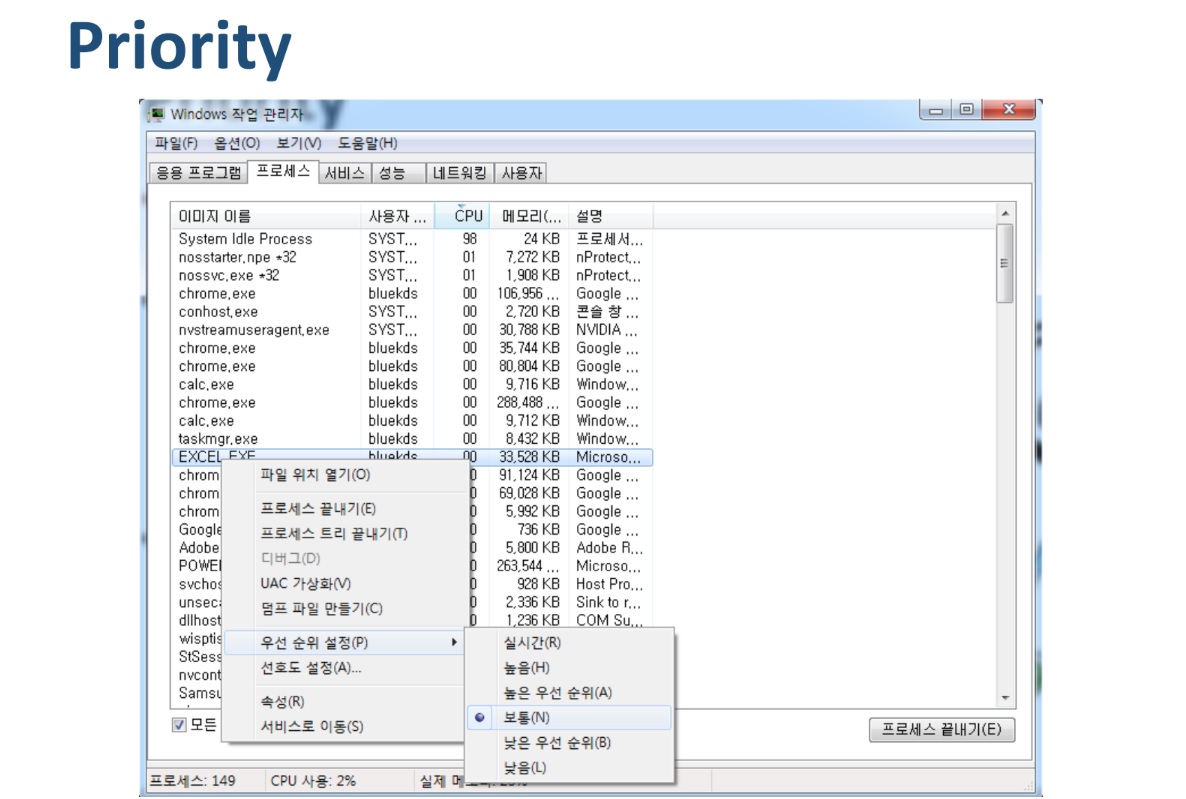 Priority
Windows 작업 관리자
파일(F) 옵션(O) 보기(V) 도움말(H)
응용 프로그램 프로세스 서비스 성능 네트워킹 사용자
이미지 이름 사용자 ... CPU 메모리(... 설명
System Idle Process SYST... 98 24 KB 프로세서...
nosstarter.npe *32 SYST... 01 7,272 KB nProtect...
nossvc.exe *32 SYST... 01 1,908 KB nProtect...
chrome.exe bluekds 00 106,956 ... Google ...
conhost.exe SYST... 00 2,720 KB 콘솔 창 ...
nvstreamuseragent.exe SYST... 00 30,788 KB NVIDIA ...
chrome.exe bluekds 00 35,744 KB Google ...
chrome.exe bluekds 00 80,804 KB Google ...
calc.exe bluekds 00 9,716 KB Window...
chrome.exe bluekds 00 288,488 ... Google ...
calc.exe bluekds 00 9,712 KB Window...
taskmgr.exe bluekds 00 8,432 KB Window...
EXCEL.EXE bluekds 00 33,528 KB Microso...
chrom 91,124 KB Google ...
chrom 69,028 KB Google ...
chrom 5,992 KB Google ...
Google 736 KB Google ...
Adobe 5,800 KB Adobe R...
POWE 263,544 ... Microso...
svchos 928 KB Host Pro...
unseca 2,336 KB Sink to r...
dllhost 1,236 KB COM Su...
wisptis
StSess
nvcont
Samsu
파일 위치 열기(O)
프로세스 끝내기(E)
프로세스 트리 끝내기(T)
디버그(D)
UAC 가상화(V)
덤프 파일 만들기(C)
우선 순위 설정(P)
선호도 설정(A)...
속성(R)
서비스로 이동(S)
실시간(R)
높음(H)
높은 우선 순위(A)
보통(N)
낮은 우선 순위(B)
낮음(L)
모든
프로세스 끝내기(E)
프로세스: 149 CPU 사용: 2% 실제